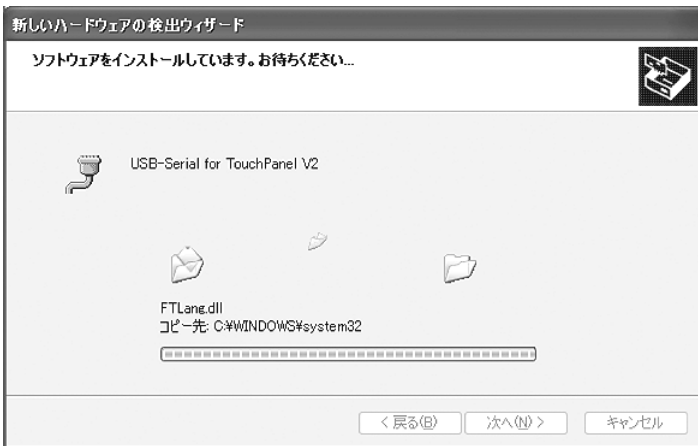 新しいハードウェアの検出ウィザード
ソフトウェアをインストールしています。お待ちください...
USB-Serial for TouchPanel V2
FTLang.dll
コピー先: C:¥WINDOWS¥system32
< 戻る(B) 次へ(N) > キャンセル